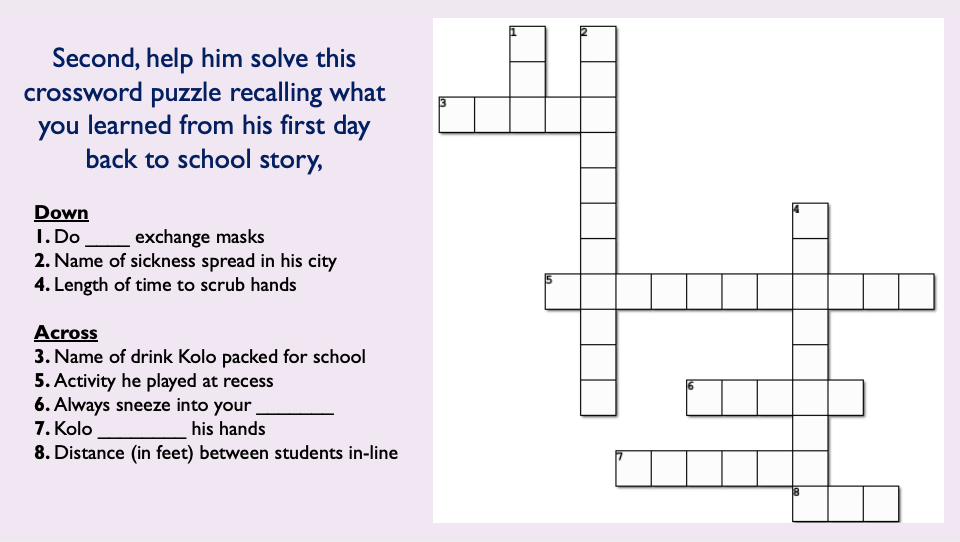 Second, help him solve this
crossword puzzle recalling what
you learned from his first day
back to school story,
Down
1. Do ____ exchange masks
2. Name of sickness spread in his city
4. Length of time to scrub hands
Across
3. Name of drink Kolo packed for school
5. Activity he played at recess
6. Always sneeze into your _______
7. Kolo ________ his hands
8. Distance (in feet) between students in-line
1
2
3
4
5
6
7
8